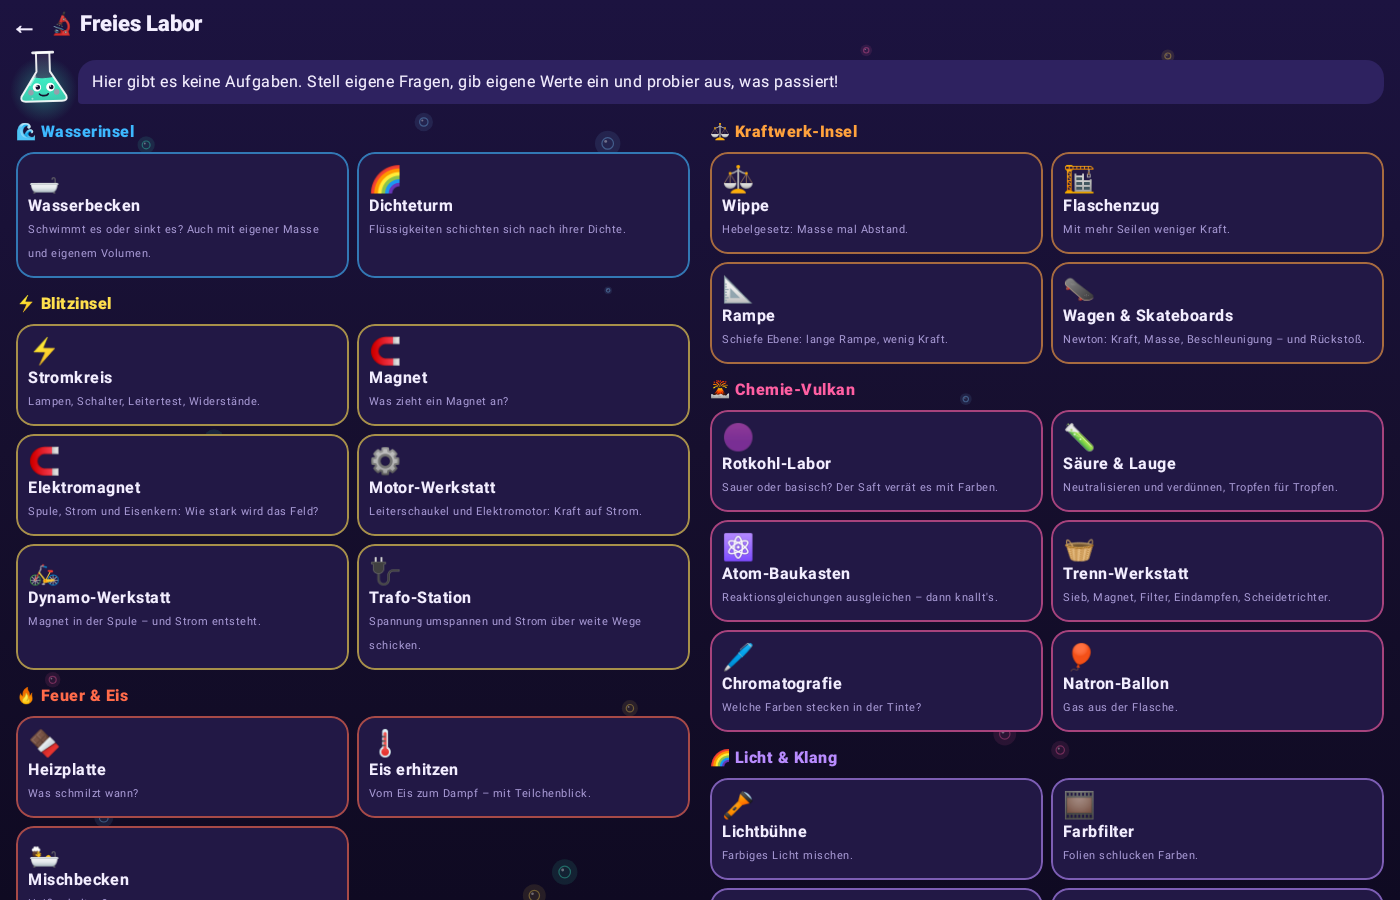 Freies Labor
Hier gibt es keine Aufgaben. Stell eigene Fragen, gib eigene Werte ein und probier aus, was passiert!
Wasserinsel
Wasserbecken
Schwimmt es oder sinkt es? Auch mit eigener Masse
und eigenem Volumen.
Dichteturm
Flüssigkeiten schichten sich nach ihrer Dichte.
Blitzinsel
Stromkreis
Lampen, Schalter, Leitertest, Widerstände.
Magnet
Was zieht ein Magnet an?
Elektromagnet
Spule, Strom und Eisenkern: Wie stark wird das Feld?
Motor-Werkstatt
Leiterschaukel und Elektromotor: Kraft auf Strom.
Dynamo-Werkstatt
Magnet in der Spule – und Strom entsteht.
Trafo-Station
Spannung umspannen und Strom über weite Wege
schicken.
Feuer & Eis
Heizplatte
Was schmilzt wann?
Eis erhitzen
Vom Eis zum Dampf – mit Teilchenblick.
Mischbecken
Kraftwerk-Insel
Wippe
Hebelgesetz: Masse mal Abstand.
Flaschenzug
Mit mehr Seilen weniger Kraft.
Rampe
Schiefe Ebene: lange Rampe, wenig Kraft.
Wagen & Skateboards
Newton: Kraft, Masse, Beschleunigung – und Rückstoß.
Chemie-Vulkan
Rotkohl-Labor
Sauer oder basisch? Der Saft verrät es mit Farben.
Säure & Lauge
Neutralisieren und verdünnen, Tropfen für Tropfen.
Atom-Baukasten
Reaktionsgleichungen ausgleichen – dann knallt's.
Trenn-Werkstatt
Sieb, Magnet, Filter, Eindampfen, Scheidetrichter.
Chromatografie
Welche Farben stecken in der Tinte?
Natron-Ballon
Gas aus der Flasche.
Licht & Klang
Lichtbühne
Farbiges Licht mischen.
Farbfilter
Folien schlucken Farben.